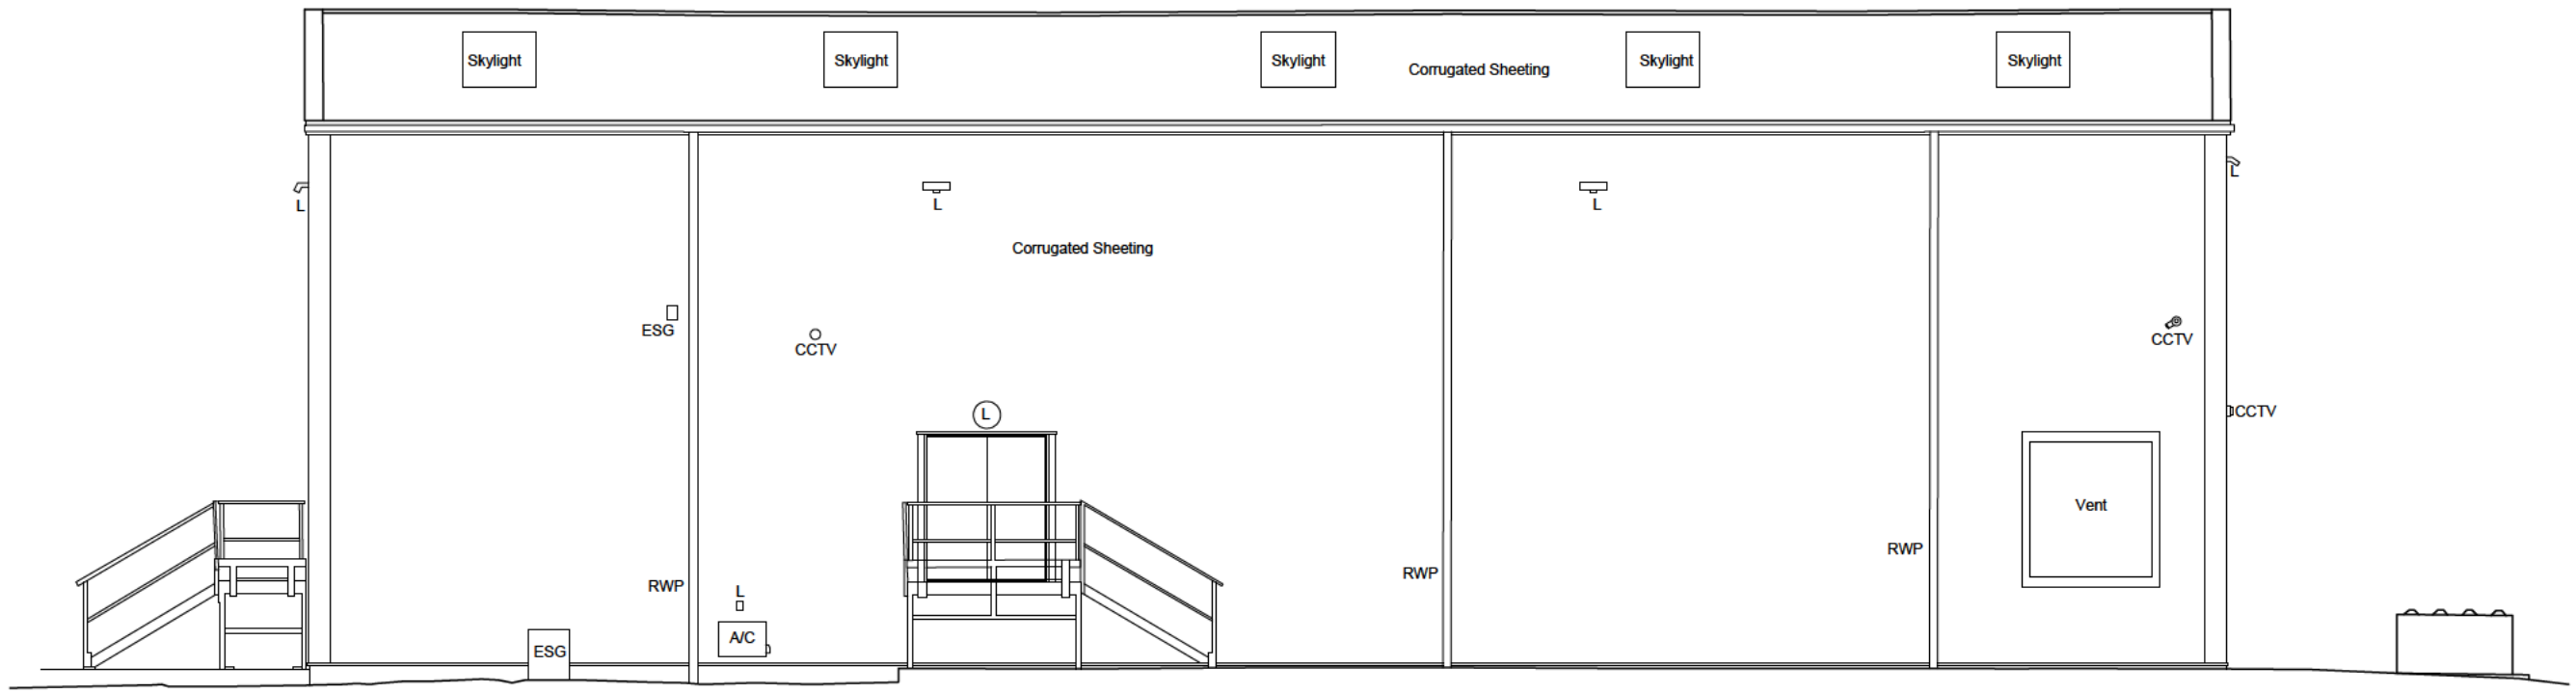 Skylight
Skylight
Skylight
Corrugated Sheeting
Skylight
Skylight
L
L
L
L
Corrugated Sheeting
ESG
CCTV
CCTV
L
CCTV
Vent
RWP
RWP
RWP
L
A/C
ESG